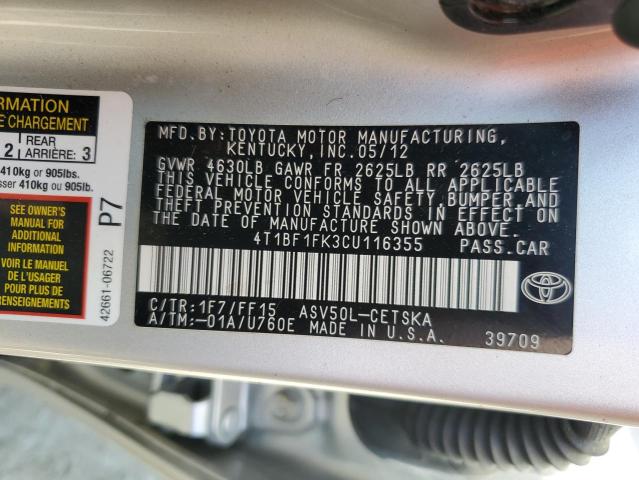 RMATION
E CHARGEMENT
2
REAR
ARRIÈRE: 3
410kg or 905lbs.
sser 410kg ou 905lb.
SEE OWNER'S
MANUAL FOR
ADDITIONAL
INFORMATION
VOIR LE MANUEL
DE L'USAGER
POUR PLUS DE
RENSEIGNEMENTS
P7
42661-06722
MFD.BY:TOYOTA MOTOR MANUFACTURING,
KENTUCKY,INC.05/12
GVWR 4630LB GAWR FR 2625LB RR 2625LB
THIS VEHICLE CONFORMS TO ALL APPLICABLE
FEDERAL MOTOR VEHICLE SAFETY,BUMPER,AND
THEFT PREVENTION STANDARDS IN EFFECT ON
THE DATE OF MANUFACTURE SHOWN ABOVE.
4T1BF1FK3CU116355 PASS.CAR
C/TR:1F7/FF15 ASV50L-CETSKA
A/TM:-01A/U760E MADE IN U.S.A.
39709